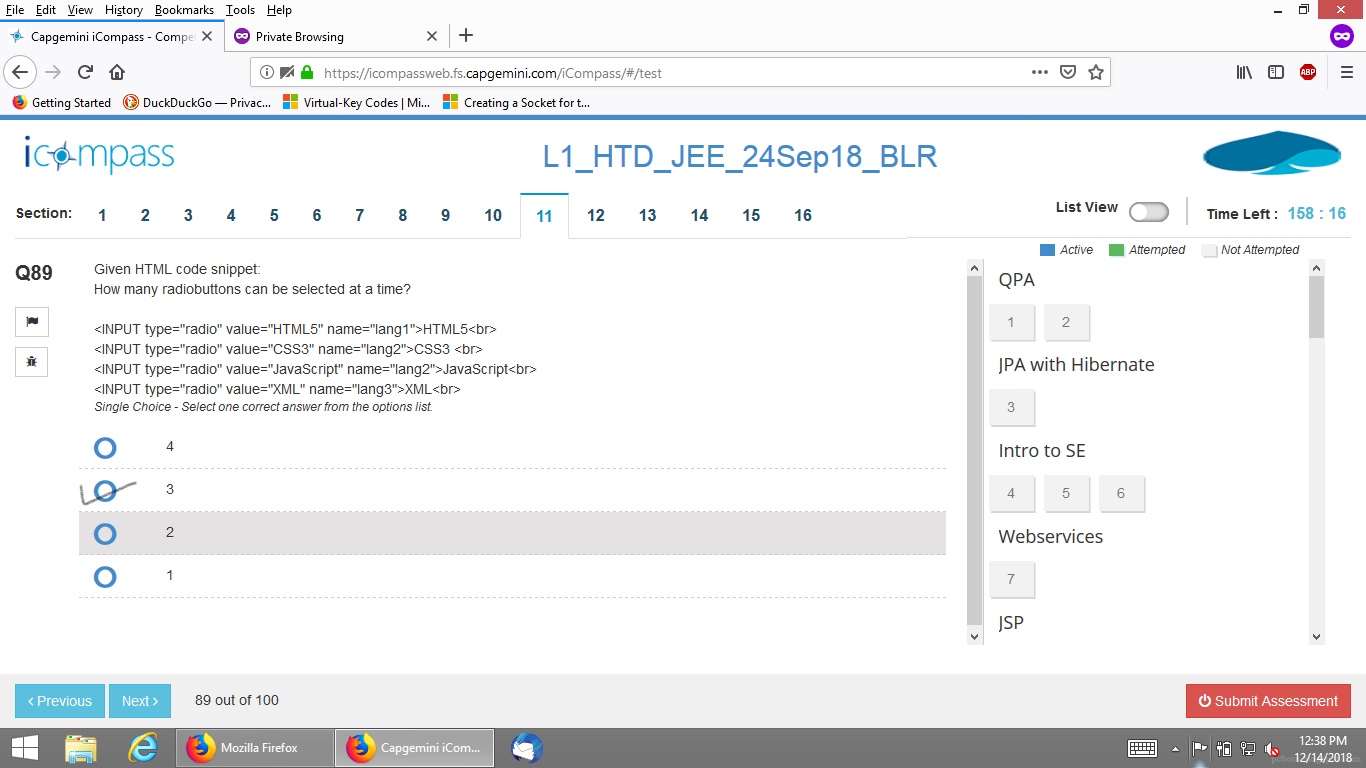 File Edit View History Bookmarks Tools Help
Capgemini iCompass - Compe
Private Browsing
https://icompassweb.fs.capgemini.com/iCompass/#/test
ABP
Getting Started
DuckDuckGo — Privac...
Virtual-Key Codes | Mi...
Creating a Socket for t...
icompass
L1_HTD_JEE_24Sep18_BLR
Section: 1 2 3 4 5 6 7 8 9 10 11 12 13 14 15 16
List View
Time Left : 158 : 16
Active Attempted Not Attempted
Q89
Given HTML code snippet:
How many radiobuttons can be selected at a time?
<INPUT type="radio" value="HTML5" name="lang1">HTML5<br>
<INPUT type="radio" value="CSS3" name="lang2">CSS3 <br>
<INPUT type="radio" value="JavaScript" name="lang2">JavaScript<br>
<INPUT type="radio" value="XML" name="lang3">XML<br>
Single Choice - Select one correct answer from the options list.
4
3
2
1
QPA
1 2
JPA with Hibernate
3
Intro to SE
4 5 6
Webservices
7
JSP
‹ Previous
Next ›
89 out of 100
Submit Assessment
Mozilla Firefox
Capgemini iCom...
12:38 PM
12/14/2018